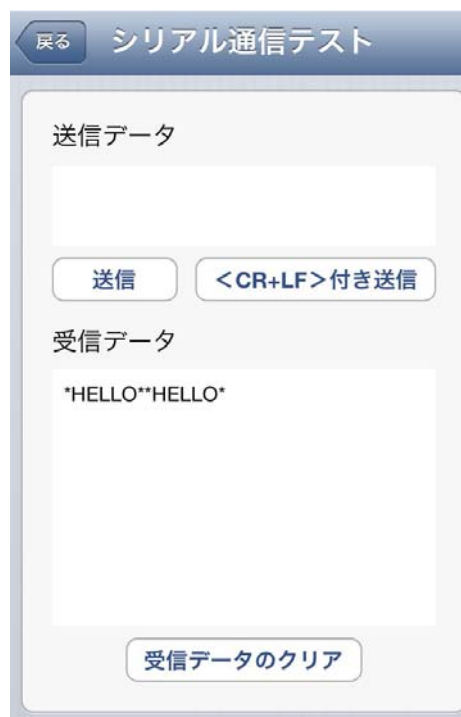 戻る シリアル通信テスト
送信データ
送信 <CR+LF>付き送信
受信データ
*HELLO**HELLO*
受信データのクリア